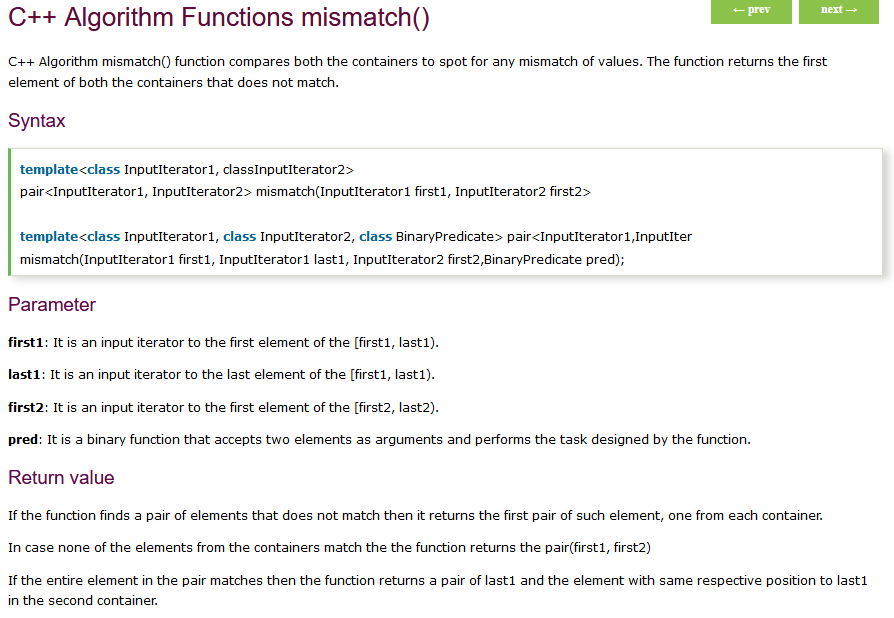 C++ Algorithm Functions mismatch()
← prev
next →
C++ Algorithm mismatch() function compares both the containers to spot for any mismatch of values. The function returns the first
element of both the containers that does not match.
Syntax
template<class InputIterator1, classInputIterator2>
pair<InputIterator1, InputIterator2> mismatch(InputIterator1 first1, InputIterator2 first2>
template<class InputIterator1, class InputIterator2, class BinaryPredicate> pair<InputIterator1,InputIter
mismatch(InputIterator1 first1, InputIterator1 last1, InputIterator2 first2,BinaryPredicate pred);
Parameter
first1: It is an input iterator to the first element of the [first1, last1).
last1: It is an input iterator to the last element of the [first1, last1).
first2: It is an input iterator to the first element of the [first2, last2).
pred: It is a binary function that accepts two elements as arguments and performs the task designed by the function.
Return value
If the function finds a pair of elements that does not match then it returns the first pair of such element, one from each container.
In case none of the elements from the containers match the the function returns the pair(first1, first2)
If the entire element in the pair matches then the function returns a pair of last1 and the element with same respective position to last1
in the second container.